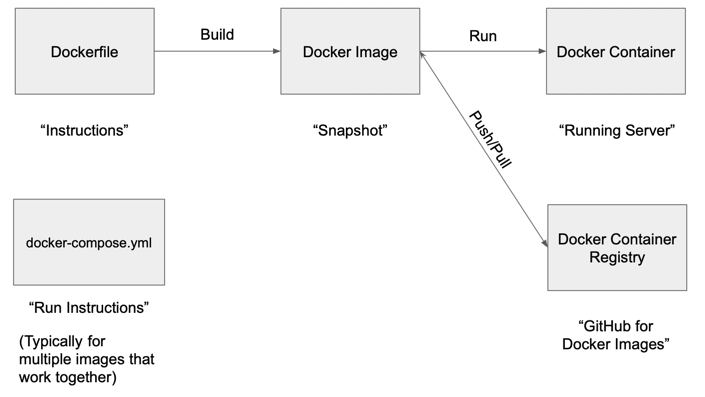 Dockerfile
Build
Docker Image
Run
Docker Container
“Instructions”
“Snapshot”
“Running Server”
Push/Pull
docker-compose.yml
Docker Container
Registry
“Run Instructions”
(Typically for
multiple images that
work together)
“GitHub for
Docker Images”